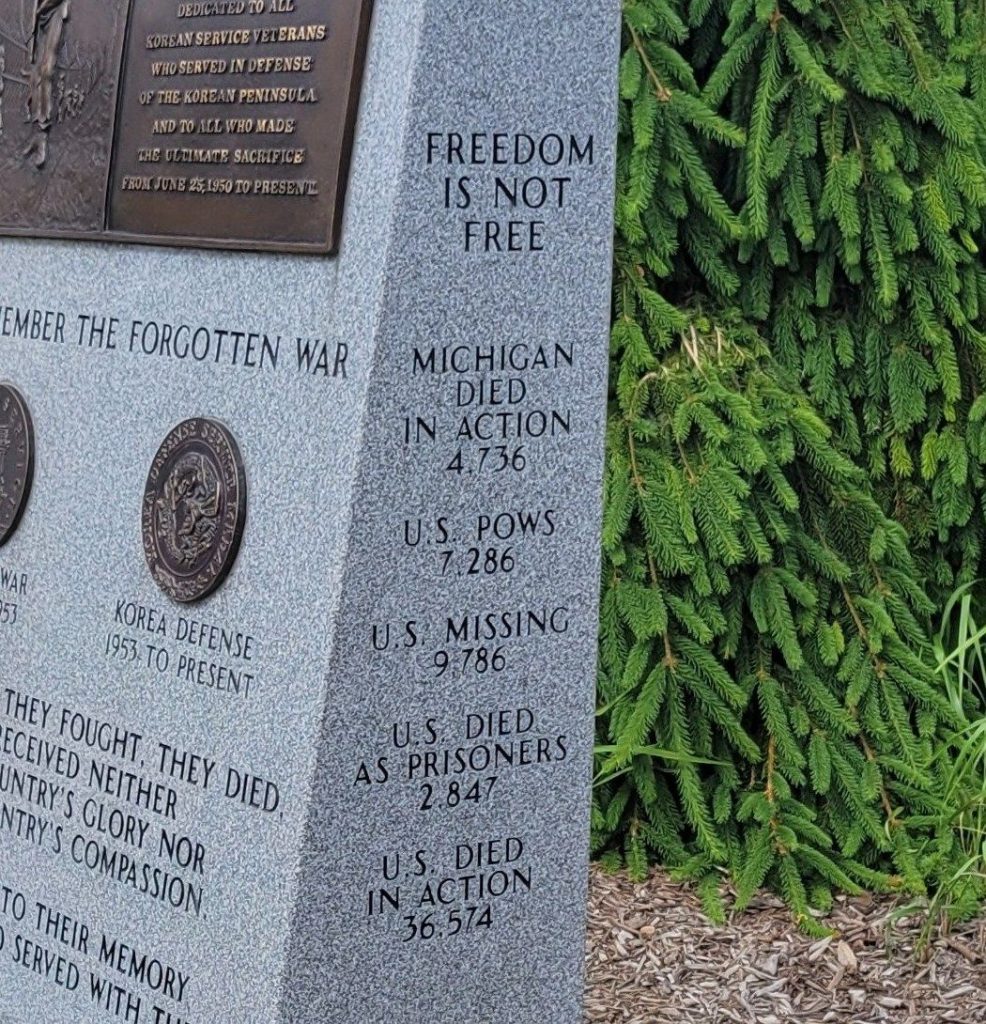 DEDICATED TO ALL
KOREAN SERVICE VETERANS
WHO SERVED IN DEFENSE
OF THE KOREAN PENINSULA
AND TO ALL WHO MADE
THE ULTIMATE SACRIFICE
FROM JUNE 25, 1950 TO PRESENT
EMBER THE FORGOTTEN WAR
WAR
953
KOREA DEFENSE
1953 TO PRESENT
THEY FOUGHT, THEY DIED,
RECEIVED NEITHER
UNTRY'S GLORY NOR
NTRY'S COMPASSION.
TO THEIR MEMORY
SERVED WITH
FREEDOM
IS NOT
FREE
MICHIGAN
DIED
IN ACTION
4,736
U.S. POWS
7,286
U.S. MISSING
9,786
U.S. DIED
AS PRISONERS
2,847
U.S. DIED
IN ACTION
36,574